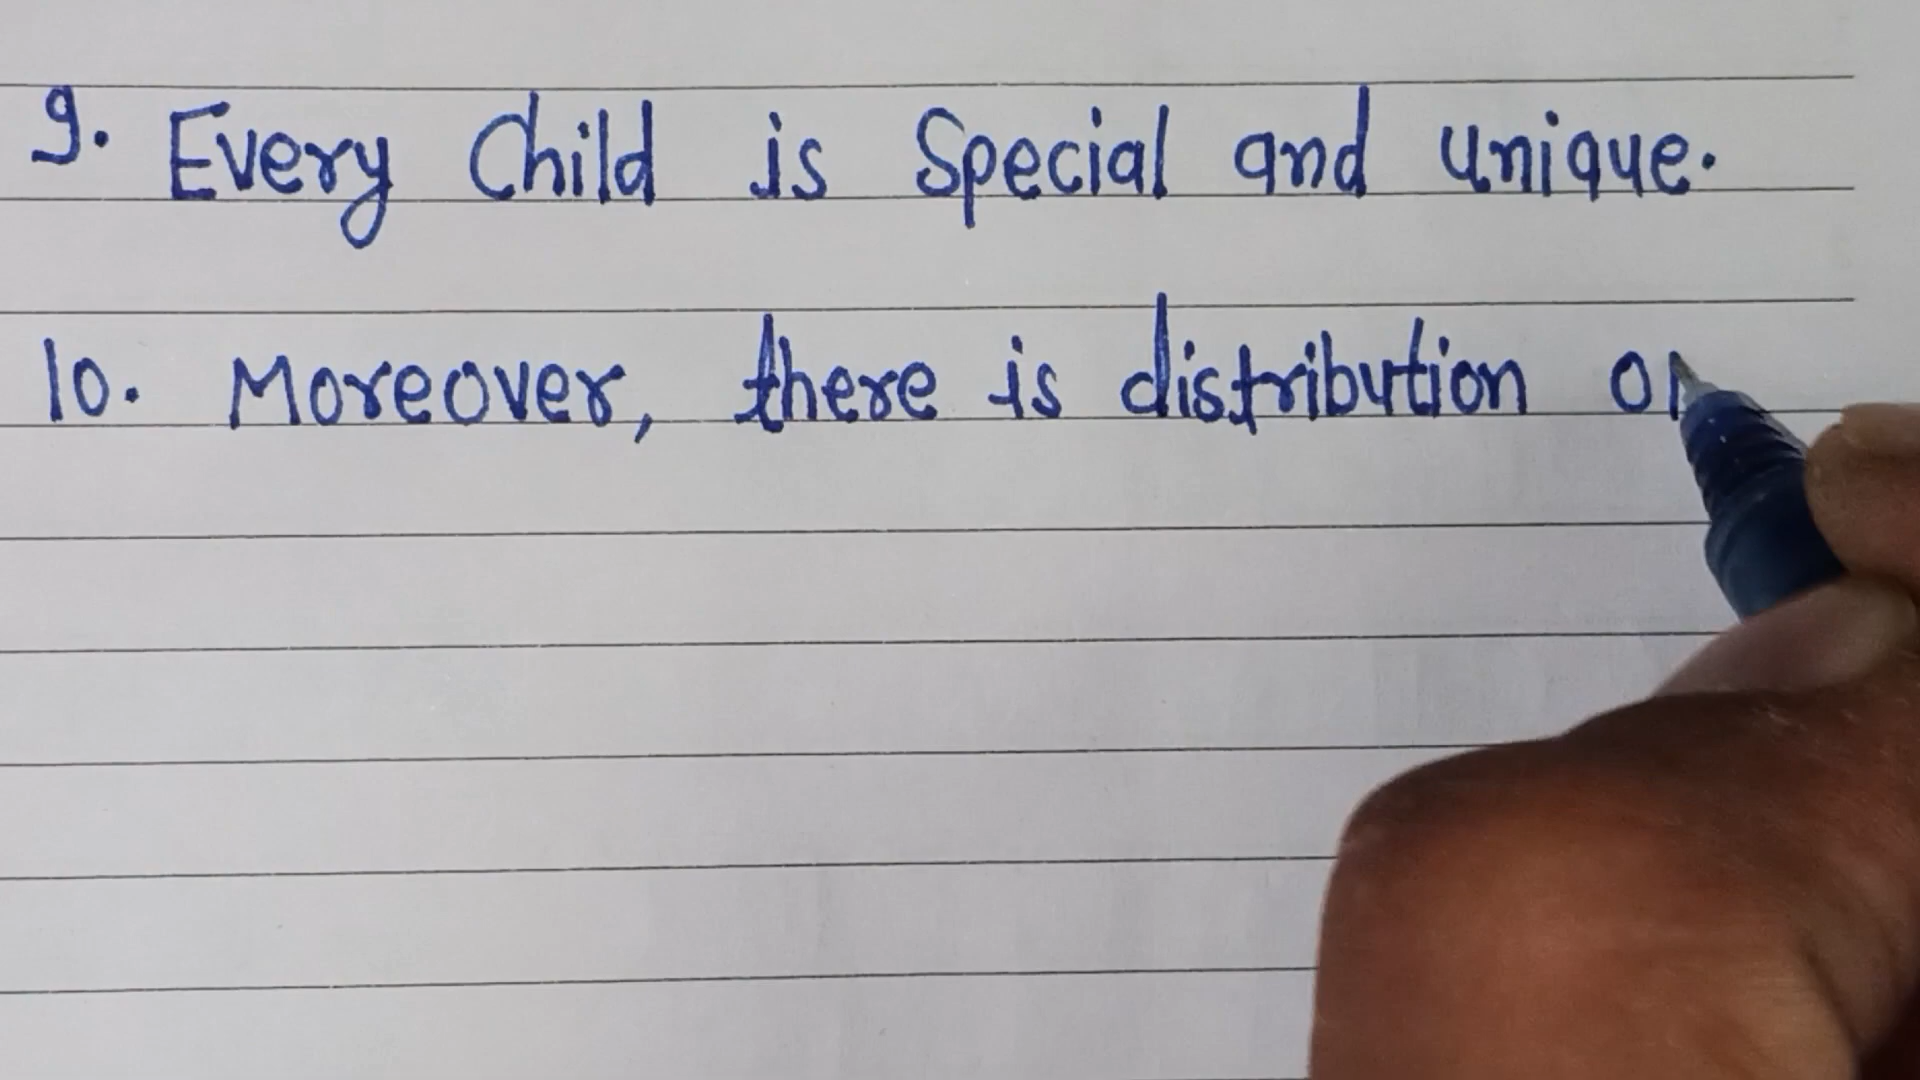 9. Every Child is Special and unique.
10. Moreover, there is distribution